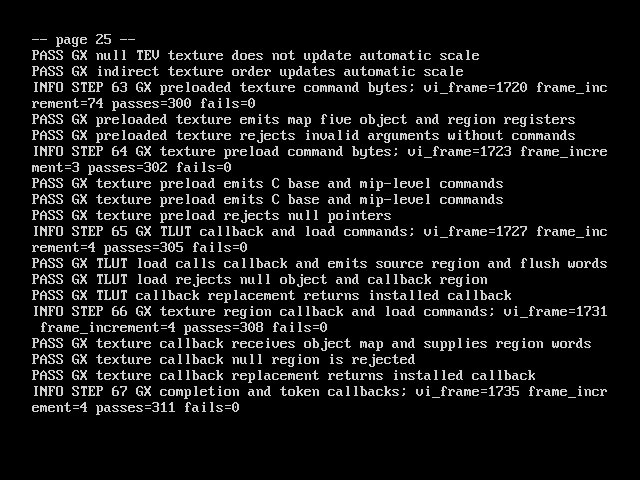 -- page 25 --
PASS GX null TEV texture does not update automatic scale
PASS GX indirect texture order updates automatic scale
INFO STEP 63 GX preloaded texture command bytes; vi_frame=1720 frame_inc
rement=74 passes=300 fails=0
PASS GX preloaded texture emits map five object and region registers
PASS GX preloaded texture rejects invalid arguments without commands
INFO STEP 64 GX texture preload command bytes; vi_frame=1723 frame_incre
ment=3 passes=302 fails=0
PASS GX texture preload emits C base and mip-level commands
PASS GX texture preload emits C base and mip-level commands
PASS GX texture preload rejects null pointers
INFO STEP 65 GX TLUT callback and load commands; vi_frame=1727 frame_inc
rement=4 passes=305 fails=0
PASS GX TLUT load calls callback and emits source region and flush words
PASS GX TLUT load rejects null object and callback region
PASS GX TLUT callback replacement returns installed callback
INFO STEP 66 GX texture region callback and load commands; vi_frame=1731
 frame_increment=4 passes=308 fails=0
PASS GX texture callback receives object map and supplies region words
PASS GX texture callback null region is rejected
PASS GX texture callback replacement returns installed callback
INFO STEP 67 GX completion and token callbacks; vi_frame=1735 frame_incr
ement=4 passes=311 fails=0